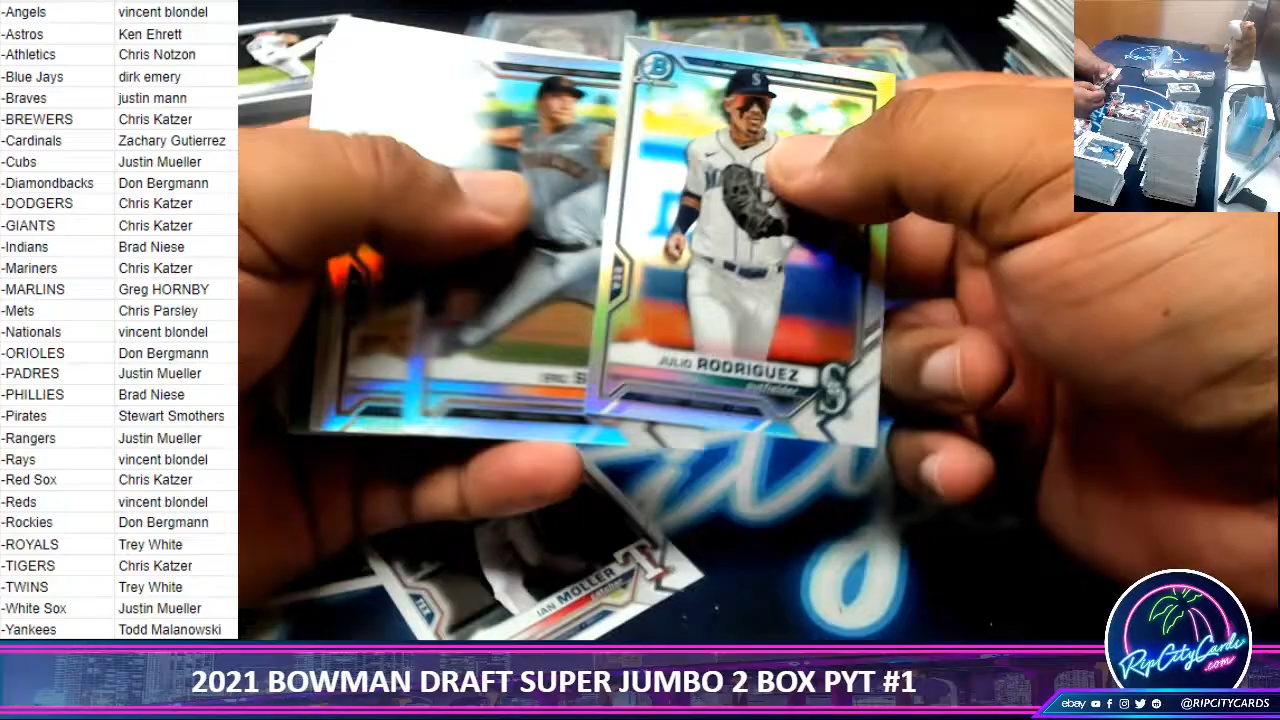 -Angels vincent blondel
-Astros Ken Ehrett
-Athletics Chris Notzon
-Blue Jays dirk emery
-Braves justin mann
-BREWERS Chris Katzer
-Cardinals Zachary Gutierrez
-Cubs Justin Mueller
-Diamondbacks Don Bergmann
-DODGERS Chris Katzer
-GIANTS Chris Katzer
-Indians Brad Niese
-Mariners Chris Katzer
-MARLINS Greg HORNBY
-Mets Chris Parsley
-Nationals vincent blondel
-ORIOLES Don Bergmann
-PADRES Justin Mueller
-PHILLIES Brad Niese
-Pirates Stewart Smothers
-Rangers Justin Mueller
-Rays vincent blondel
-Red Sox Chris Katzer
-Reds vincent blondel
-Rockies Don Bergmann
-ROYALS Trey White
-TIGERS Chris Katzer
-TWINS Trey White
-White Sox Justin Mueller
-Yankees Todd Malanowski
B
S
JULIO RODRIGUEZ
outfielder
S
IAN MOLLER
catcher
T
RipCityCards
.com
2021 BOWMAN DRAFT SUPER JUMBO 2 BOX PYT #1
ebay @RIPCITYCARDS